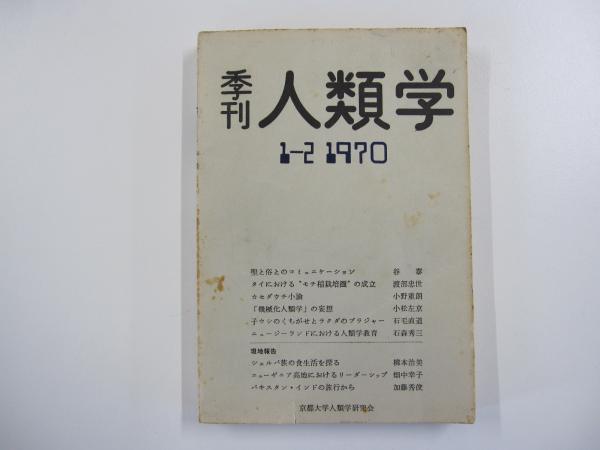 季刊 人類学
1-2 1970
聖と俗とのコミュニケーション 谷 泰
タイにおける"モチ稲栽培圏"の成立 渡部忠世
カセダウチ小論 小野重朗
「機械化人類学」の妄想 小松左京
子ウシのくちがせとラクダのブラジャー 石毛直道
ニュージーランドにおける人類学教育 石森秀三
現地報告
シェルパ族の食生活を探る 橋本治美
ニューギニア高地におけるリーダーシップ 畑中幸子
パキスタン・インドの旅行から 加藤秀俊
京都大学人類学研究会